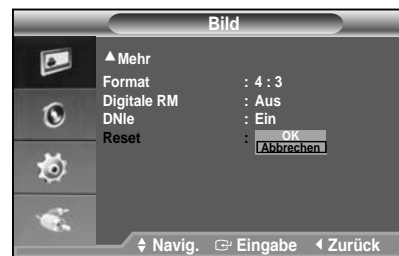 Bild
▲Mehr
Format : 4 : 3
Digitale RM : Aus
DNIe : Ein
Reset : OK
Abbrechen
Navig. Eingabe Zurück